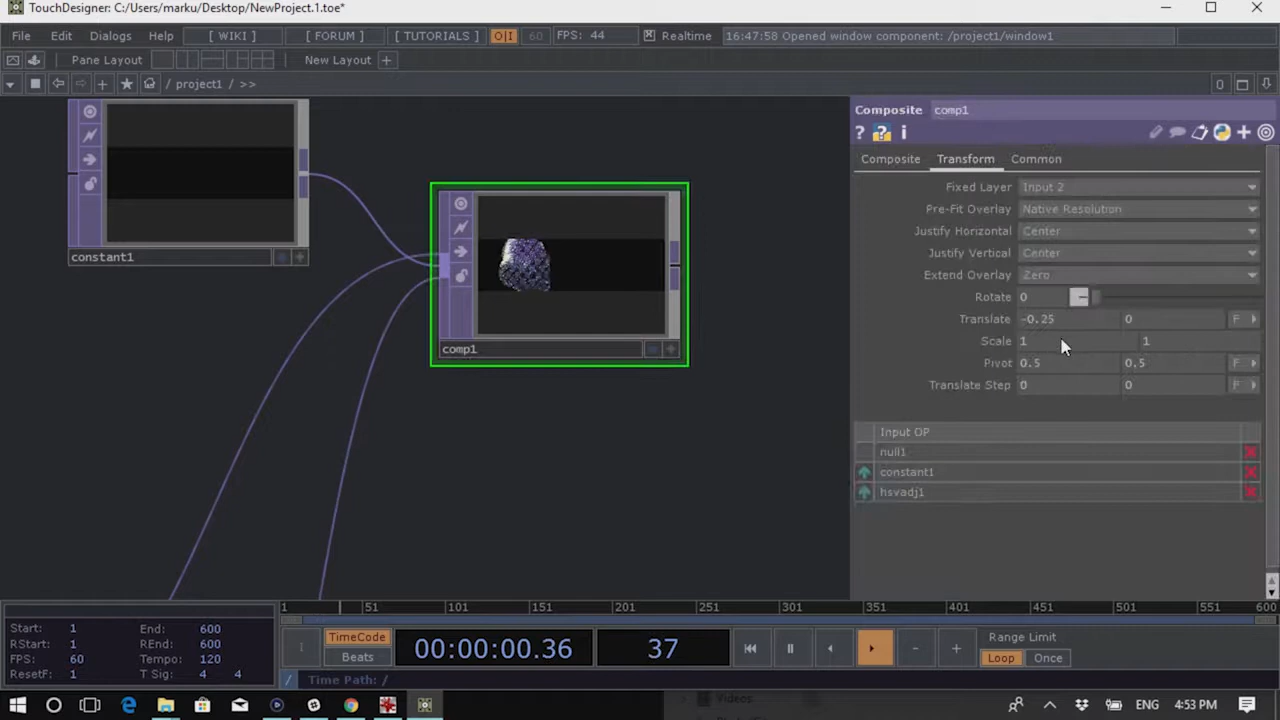 TouchDesigner: C:/Users/marku/Desktop/NewProject.1.toe*
File Edit Dialogs Help [ WIKI ] [ FORUM ] [ TUTORIALS ] O|I 60 FPS: 44 Realtime 16:47:58 Opened window component: /project1/window1
Pane Layout New Layout +
/ project1 / >> 0
constant1
comp1
Composite comp1
? ? i
Composite Transform Common
Fixed Layer Input 2
Pre-Fit Overlay Native Resolution
Justify Horizontal Center
Justify Vertical Center
Extend Overlay Zero
Rotate 0
Translate -0.25 0 F
Scale 1 1
Pivot 0.5 0.5 F
Translate Step 0 0 F
Input OP
null1
constant1
hsvadj1
1 51 101 151 201 251 301 351 401 451 501 551 600
Start: 1 End: 600
RStart: 1 REnd: 600
FPS: 60 Tempo: 120
ResetF: 1 T Sig: 4 4
TimeCode
Beats
00:00:00.36 37
Range Limit
Loop Once
/ Time Path: /
Videos
ENG 4:53 PM